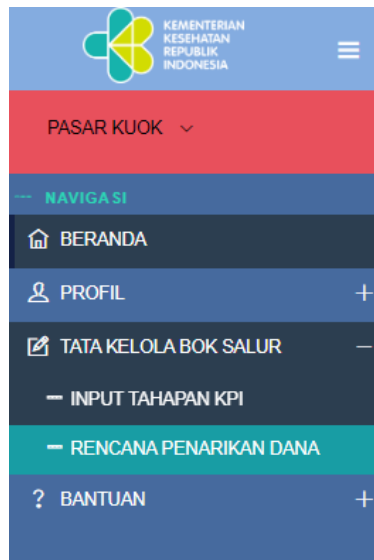 KEMENTERIAN
KESEHATAN
REPUBLIK
INDONESIA
PASAR KUOK
NAVIGASI
BERANDA
PROFIL
TATA KELOLA BOK SALUR
INPUT TAHAPAN KPI
RENCANA PENARIKAN DANA
? BANTUAN